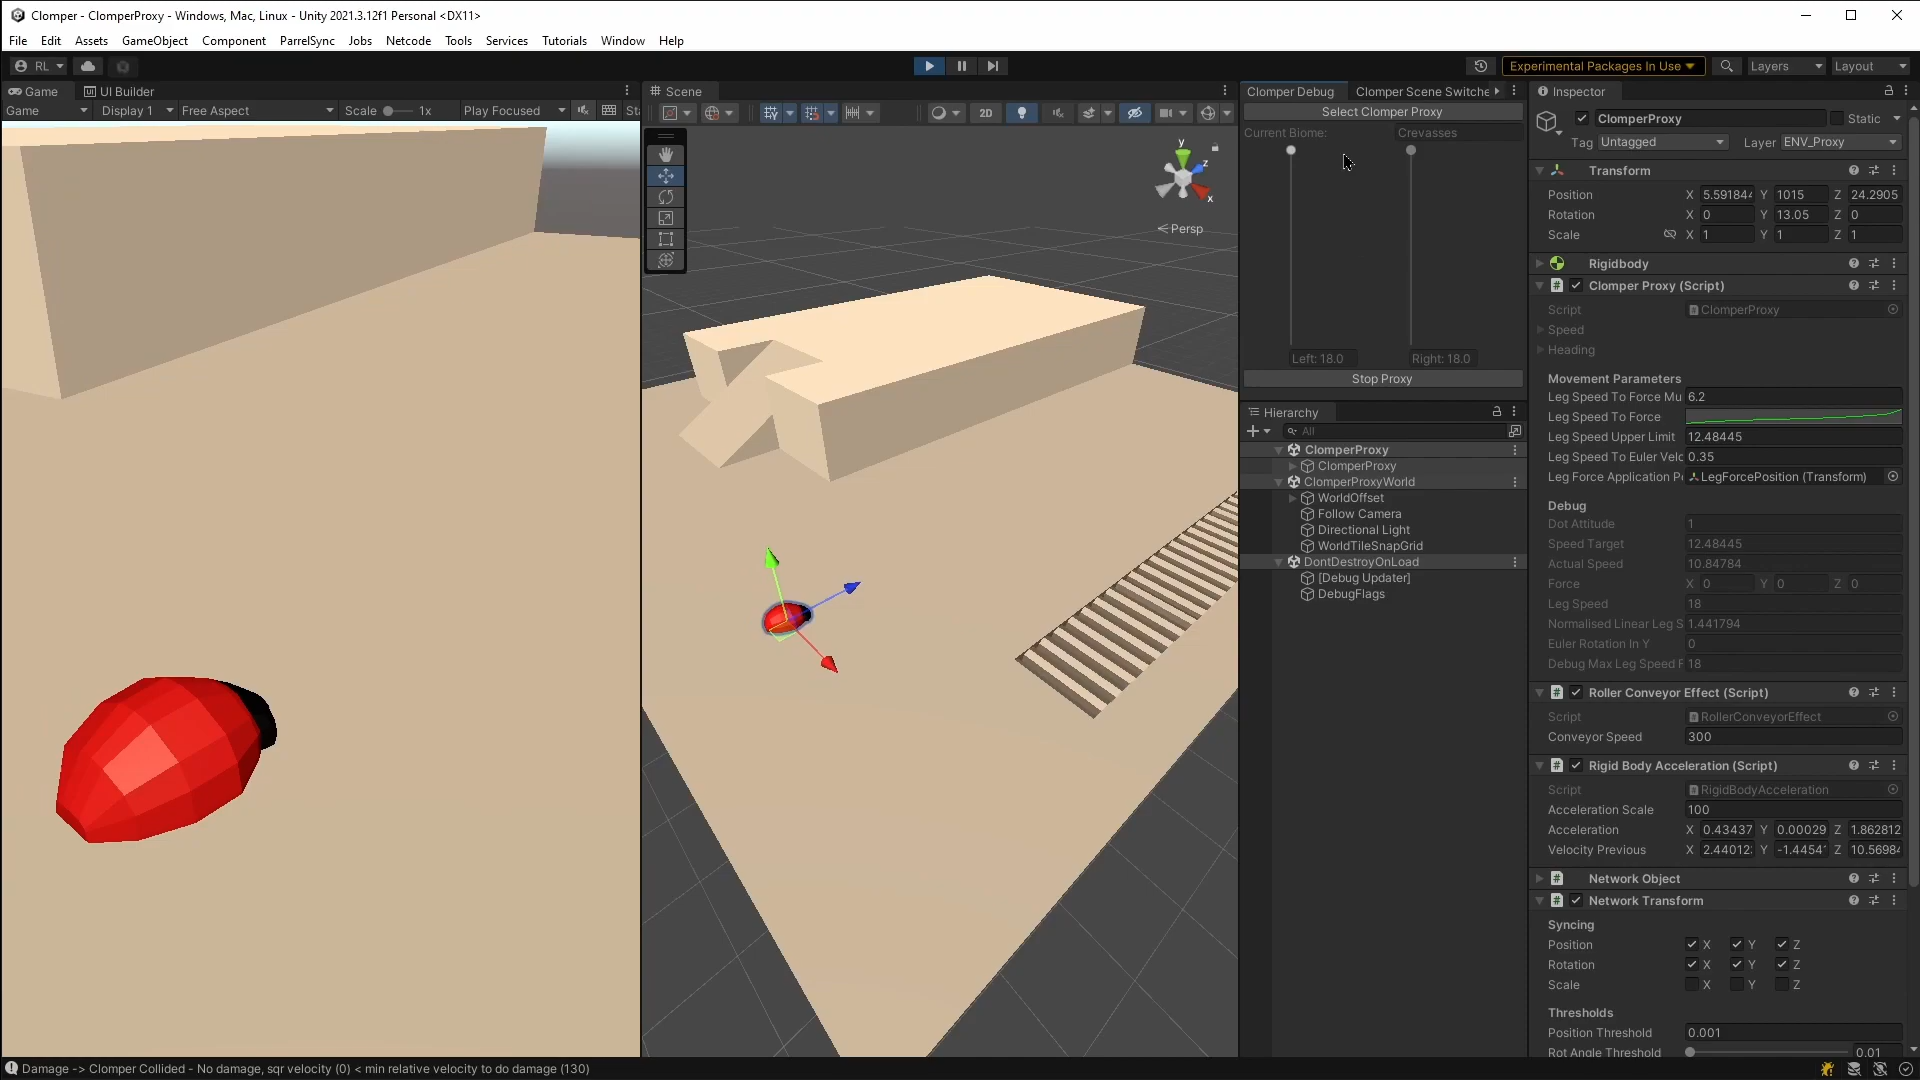 Clomper - ClomperProxy - Windows, Mac, Linux - Unity 2021.3.12f1 Personal <DX11>
File Edit Assets GameObject Component ParrelSync Jobs Netcode Tools Services Tutorials Window Help
RL
Experimental Packages In Use
Layers
Layout
Game
UI Builder
Game Display 1 Free Aspect Scale 1x Play Focused
Scene
2D
y
z
x
Persp
Clomper Debug
Clomper Scene Switche
Select Clomper Proxy
Current Biome: Crevasses
Left: 18.0 Right: 18.0
Stop Proxy
Hierarchy
All
ClomperProxy
ClomperProxy
ClomperProxyWorld
WorldOffset
Follow Camera
Directional Light
WorldTileSnapGrid
DontDestroyOnLoad
[Debug Updater]
DebugFlags
Inspector
ClomperProxy Static
Tag Untagged Layer ENV_Proxy
Transform
Position X 5.59184 Y 1015 Z 24.2905
Rotation X 0 Y 13.05 Z 0
Scale X 1 Y 1 Z 1
Rigidbody
Clomper Proxy (Script)
Script ClomperProxy
Speed
Heading
Movement Parameters
Leg Speed To Force Mu 6.2
Leg Speed To Force
Leg Speed Upper Limit 12.48445
Leg Speed To Euler Velo 0.35
Leg Force Application P LegForcePosition (Transform)
Debug
Dot Attitude 1
Speed Target 12.48445
Actual Speed 10.84784
Force X 0 Y 0 Z 0
Leg Speed 18
Normalised Linear Leg S 1.441794
Euler Rotation In Y 0
Debug Max Leg Speed F 18
Roller Conveyor Effect (Script)
Script RollerConveyorEffect
Conveyor Speed 300
Rigid Body Acceleration (Script)
Script RigidBodyAcceleration
Acceleration Scale 100
Acceleration X 0.43437 Y 0.00029 Z 1.862812
Velocity Previous X 2.44012 Y -1.4454 Z 10.5698
Network Object
Network Transform
Syncing
Position X Y Z
Rotation X Y Z
Scale X Y Z
Thresholds
Position Threshold 0.001
Rot Angle Threshold 0.01
Damage -> Clomper Collided - No damage, sqr velocity (0) < min relative velocity to do damage (130)